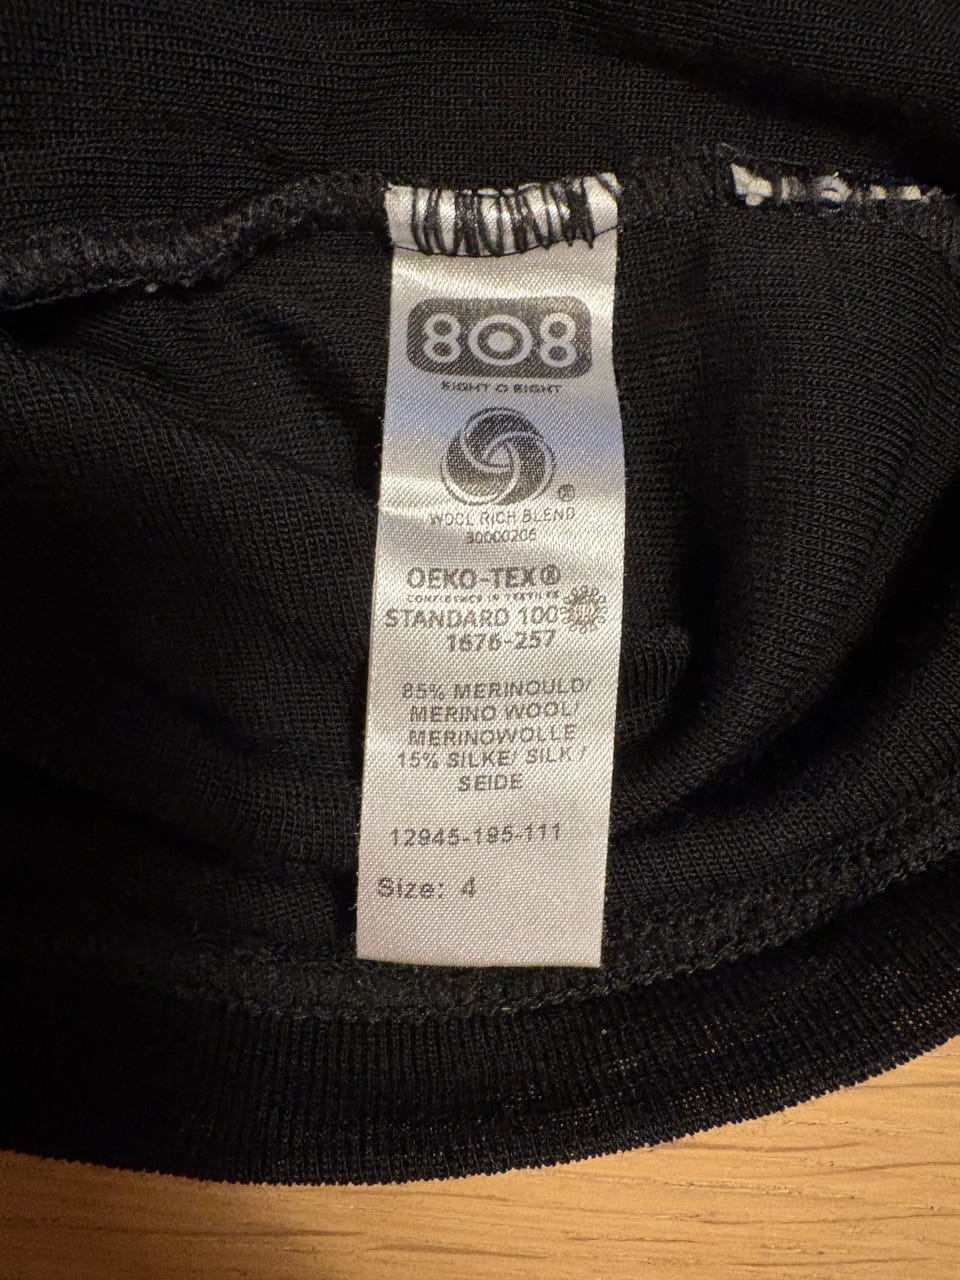 808
EIGHT O EIGHT
®
WOOL RICH BLEND
30000206
OEKO-TEX®
CONFIDENCE IN TEXTILES
STANDARD 100
1676-257
85% MERINOULD/
MERINO WOOL/
MERINOWOLLE
15% SILKE/ SILK /
SEIDE
12945-195-111
Size: 4